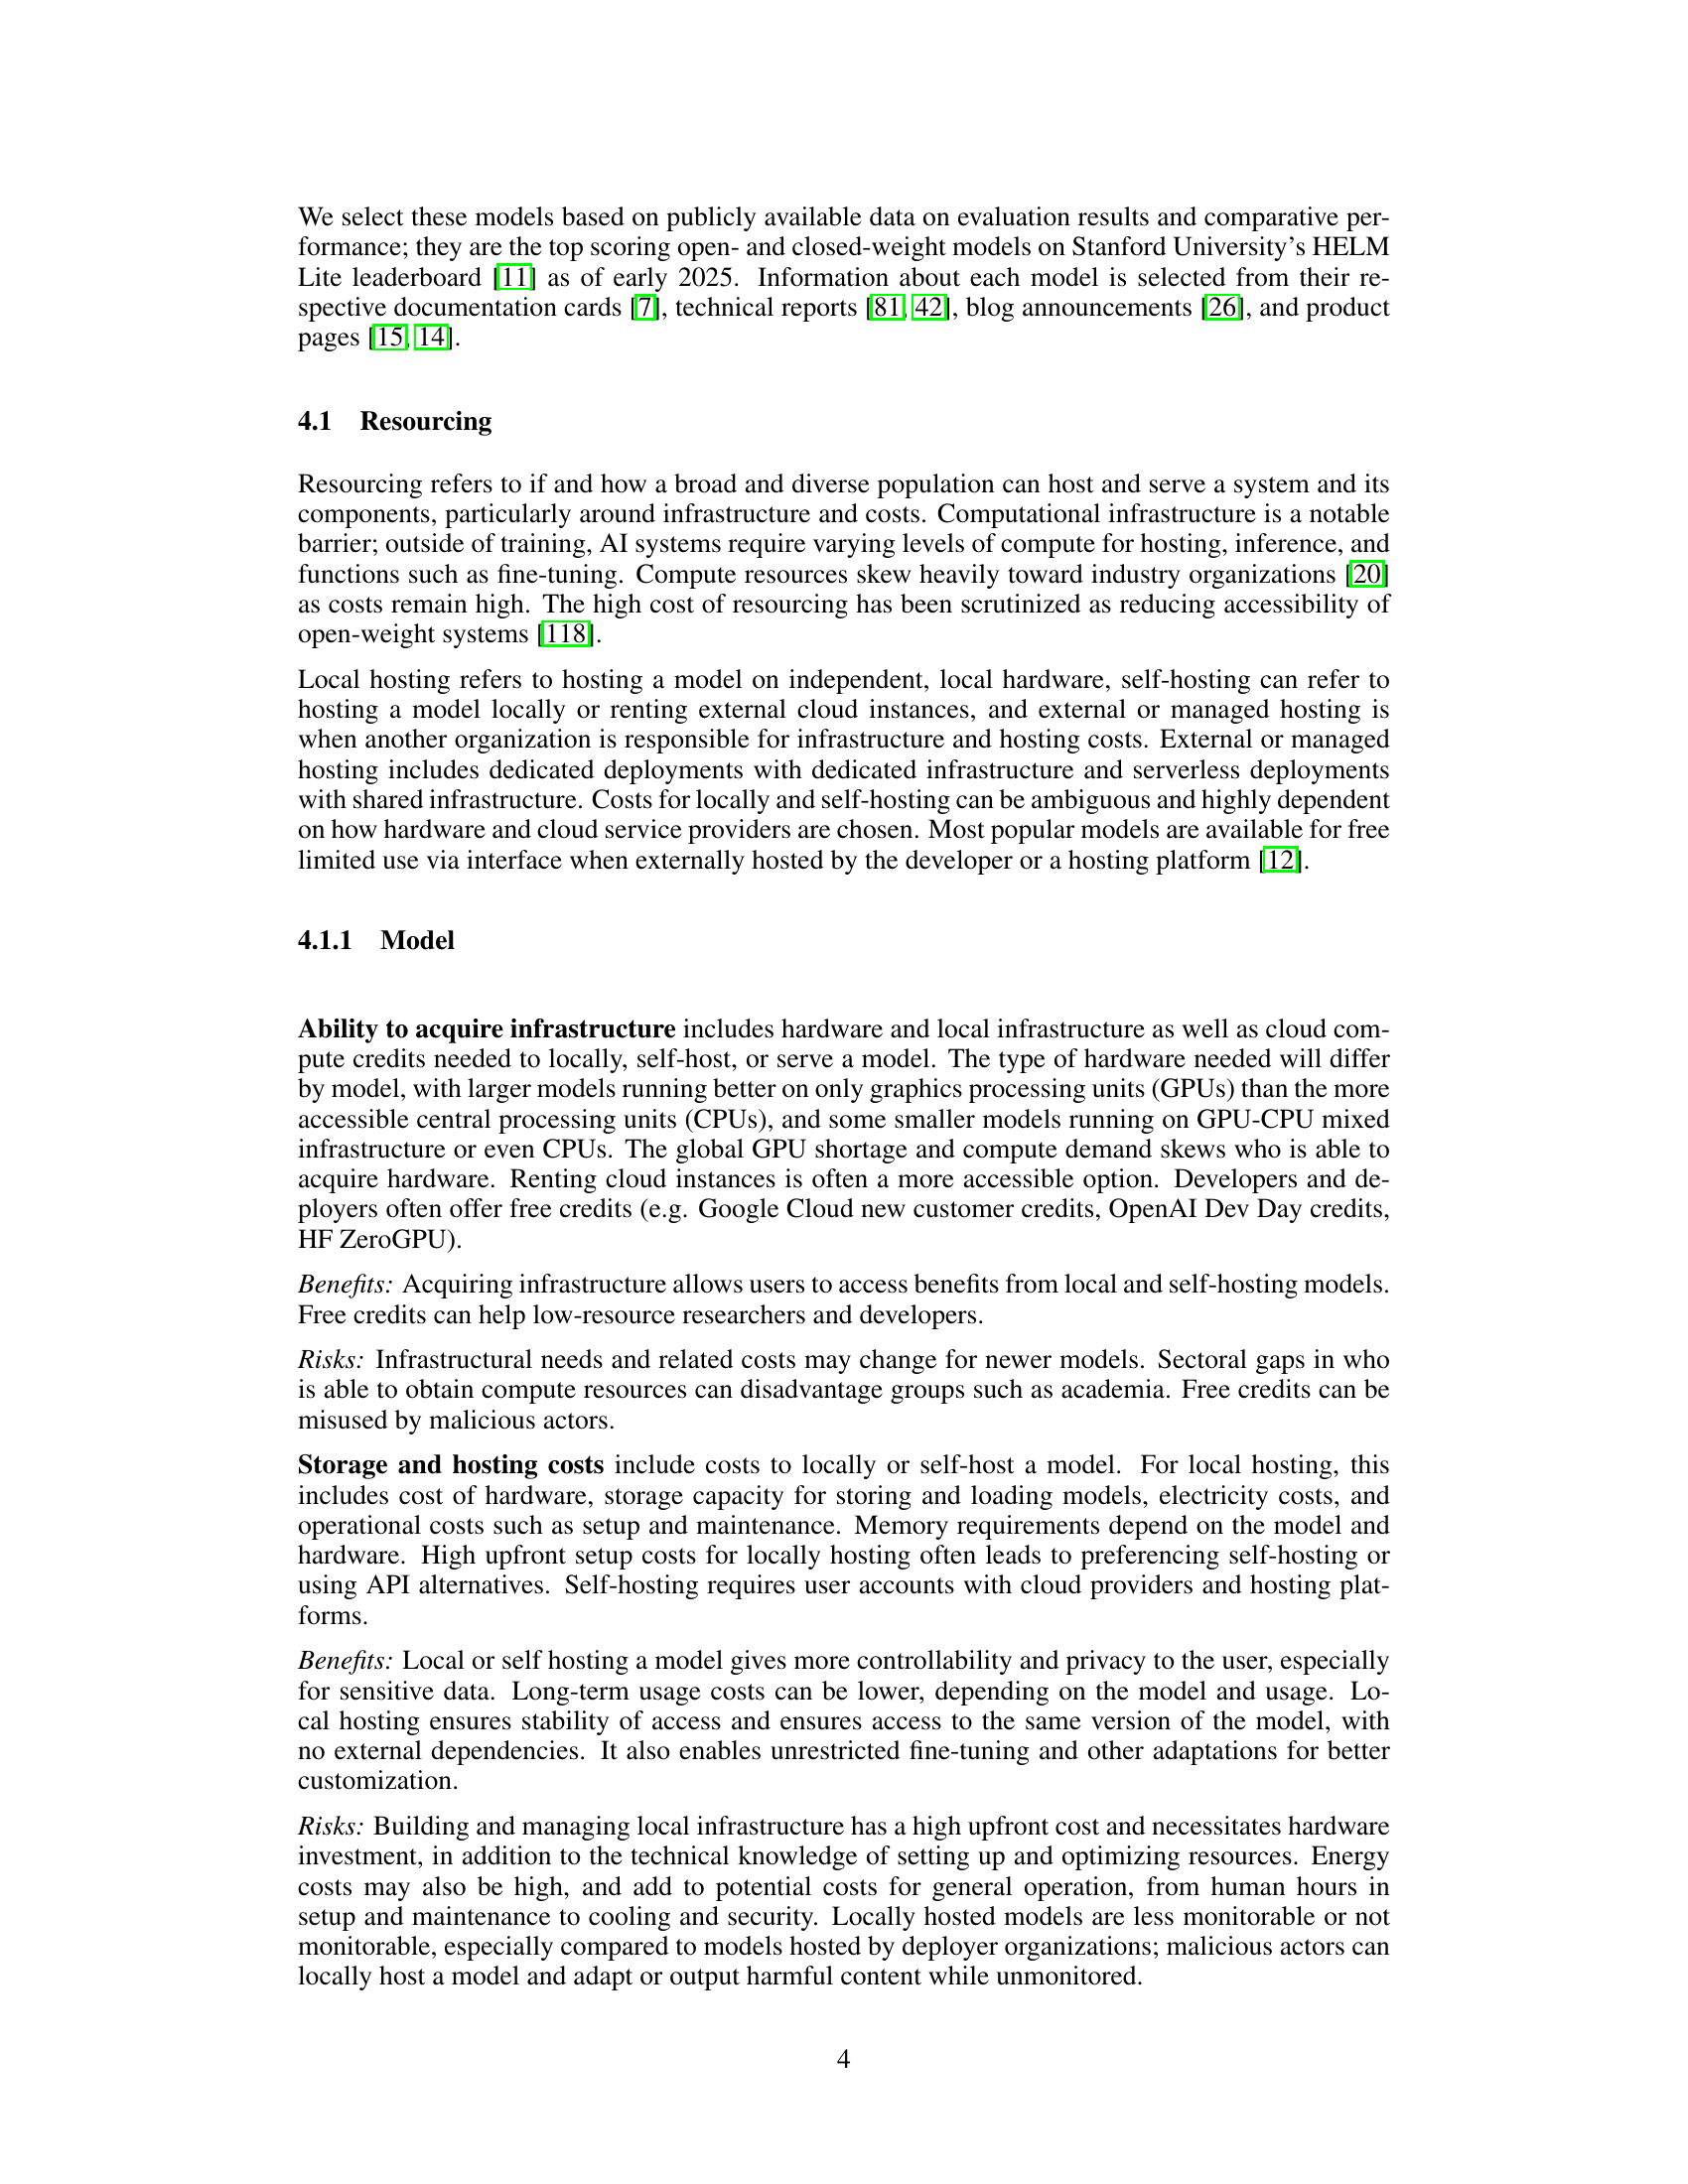 We select these models based on publicly available data on evaluation results and comparative per-
formance; they are the top scoring open- and closed-weight models on Stanford University's HELM
Lite leaderboard [11] as of early 2025. Information about each model is selected from their re-
spective documentation cards [7], technical reports [81, 42], blog announcements [26], and product
pages [15, 14].
4.1 Resourcing
Resourcing refers to if and how a broad and diverse population can host and serve a system and its
components, particularly around infrastructure and costs. Computational infrastructure is a notable
barrier; outside of training, AI systems require varying levels of compute for hosting, inference, and
functions such as fine-tuning. Compute resources skew heavily toward industry organizations [20]
as costs remain high. The high cost of resourcing has been scrutinized as reducing accessibility of
open-weight systems [118].
Local hosting refers to hosting a model on independent, local hardware, self-hosting can refer to
hosting a model locally or renting external cloud instances, and external or managed hosting is
when another organization is responsible for infrastructure and hosting costs. External or managed
hosting includes dedicated deployments with dedicated infrastructure and serverless deployments
with shared infrastructure. Costs for locally and self-hosting can be ambiguous and highly dependent
on how hardware and cloud service providers are chosen. Most popular models are available for free
limited use via interface when externally hosted by the developer or a hosting platform [12].
4.1.1 Model
Ability to acquire infrastructure includes hardware and local infrastructure as well as cloud com-
pute credits needed to locally, self-host, or serve a model. The type of hardware needed will differ
by model, with larger models running better on only graphics processing units (GPUs) than the more
accessible central processing units (CPUs), and some smaller models running on GPU-CPU mixed
infrastructure or even CPUs. The global GPU shortage and compute demand skews who is able to
acquire hardware. Renting cloud instances is often a more accessible option. Developers and de-
ployers often offer free credits (e.g. Google Cloud new customer credits, OpenAI Dev Day credits,
HF ZeroGPU).
Benefits: Acquiring infrastructure allows users to access benefits from local and self-hosting models.
Free credits can help low-resource researchers and developers.
Risks: Infrastructural needs and related costs may change for newer models. Sectoral gaps in who
is able to obtain compute resources can disadvantage groups such as academia. Free credits can be
misused by malicious actors.
Storage and hosting costs include costs to locally or self-host a model. For local hosting, this
includes cost of hardware, storage capacity for storing and loading models, electricity costs, and
operational costs such as setup and maintenance. Memory requirements depend on the model and
hardware. High upfront setup costs for locally hosting often leads to preferencing self-hosting or
using API alternatives. Self-hosting requires user accounts with cloud providers and hosting plat-
forms.
Benefits: Local or self hosting a model gives more controllability and privacy to the user, especially
for sensitive data. Long-term usage costs can be lower, depending on the model and usage. Lo-
cal hosting ensures stability of access and ensures access to the same version of the model, with
no external dependencies. It also enables unrestricted fine-tuning and other adaptations for better
customization.
Risks: Building and managing local infrastructure has a high upfront cost and necessitates hardware
investment, in addition to the technical knowledge of setting up and optimizing resources. Energy
costs may also be high, and add to potential costs for general operation, from human hours in
setup and maintenance to cooling and security. Locally hosted models are less monitorable or not
monitorable, especially compared to models hosted by deployer organizations; malicious actors can
locally host a model and adapt or output harmful content while unmonitored.
4